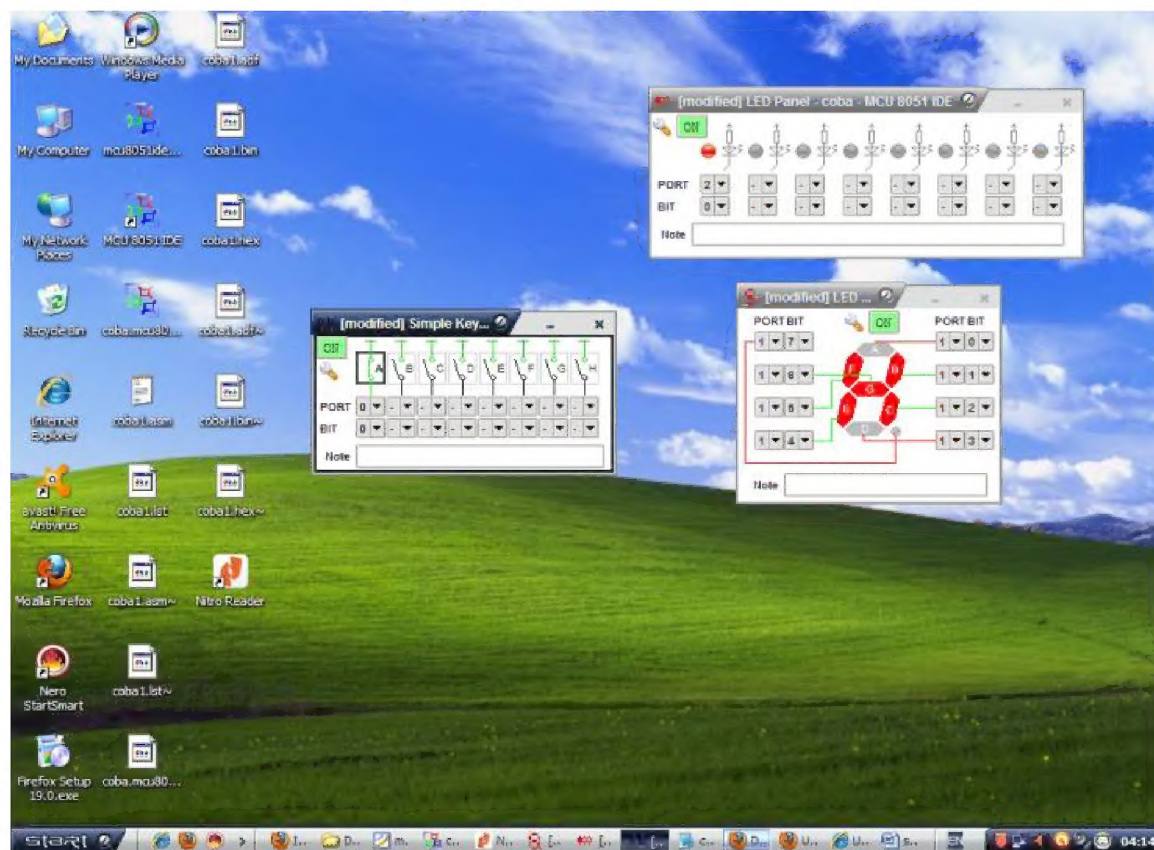 My Documents
Windows Media
Player
coba1.adf
My Computer
mcu8051ide....
coba1.bin
My Network
Places
MCU 8051 IDE
coba1.hex
Recycle Bin
coba.mcu80...
coba1.adf~
Internet
Explorer
coba1.asm
coba1.bin~
avast! Free
Antivirus
coba1.lst
coba1.hex~
Mozilla Firefox
coba1.asm~
Nitro Reader
Nero
StartSmart
coba1.lst~
Firefox Setup
19.0.exe
coba.mcu80...
[modified] LED Panel - coba - MCU 8051 IDE
ON
PORT 2 - - - - - - -
BIT 0 - - - - - - -
Note
[modified] Simple Key...
ON
A B C D E F G H
PORT 0 - - - - - - -
BIT 0 - - - - - - -
Note
[modified] LED ...
PORT BIT ON PORT BIT
1 7 A 1 0
1 6 F B 1 1
G
1 5 E C 1 2
1 4 D 1 3
Note
start
I... D... m. c... N... [.. [.. [.. c... D... U... U... s...
04:14